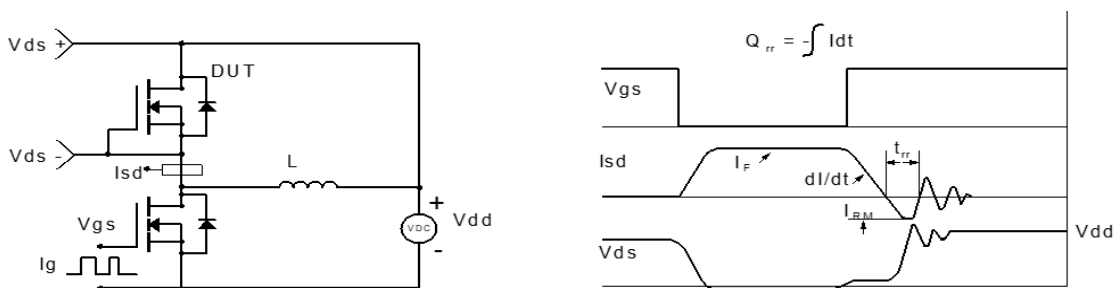 Vds +
DUT
Vds -
Isd
L
Vgs
Ig
+
VDC
-
Vdd
Q rr = - ∫ Idt
Vgs
Isd
I F
dI/dt
t rr
I RM
Vds
Vdd